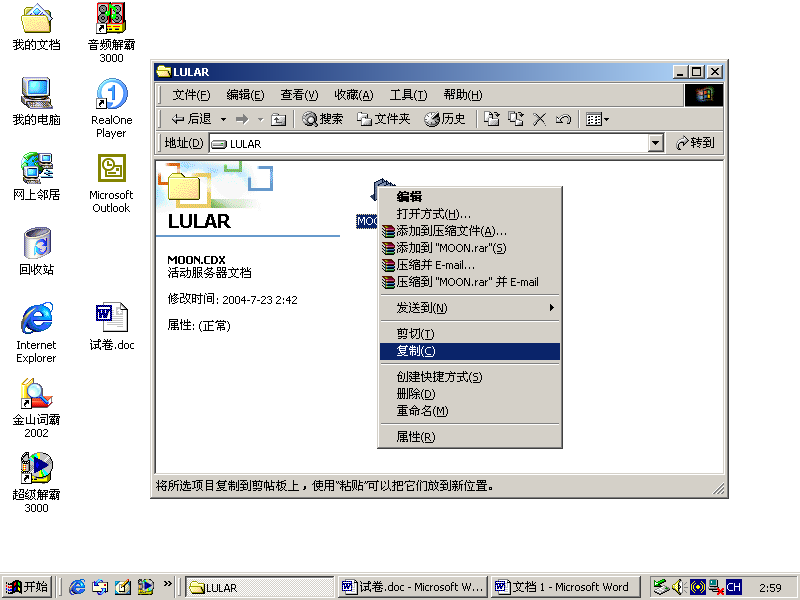 我的文档
音频解霸
3000
我的电脑
RealOne
Player
网上邻居
Microsoft
Outlook
回收站
Internet
Explorer
试卷.doc
金山词霸
2002
超级解霸
3000
LULAR
文件(F) 编辑(E) 查看(V) 收藏(A) 工具(T) 帮助(H)
后退 搜索 文件夹 历史
地址(D) LULAR 转到
LULAR
MOON.CDX
活动服务器文档
修改时间: 2004-7-23 2:42
属性: (正常)
编辑
打开方式(H)...
添加到压缩文件(A)...
添加到 "MOON.rar"(S)
压缩并 E-mail...
压缩到 "MOON.rar" 并 E-mail
发送到(N)
剪切(T)
复制(C)
创建快捷方式(S)
删除(D)
重命名(M)
属性(R)
将所选项目复制到剪帖板上，使用“粘贴”可以把它们放到新位置。
开始 » LULAR 试卷.doc - Microsoft W... 文档 1 - Microsoft Word CH 2:59